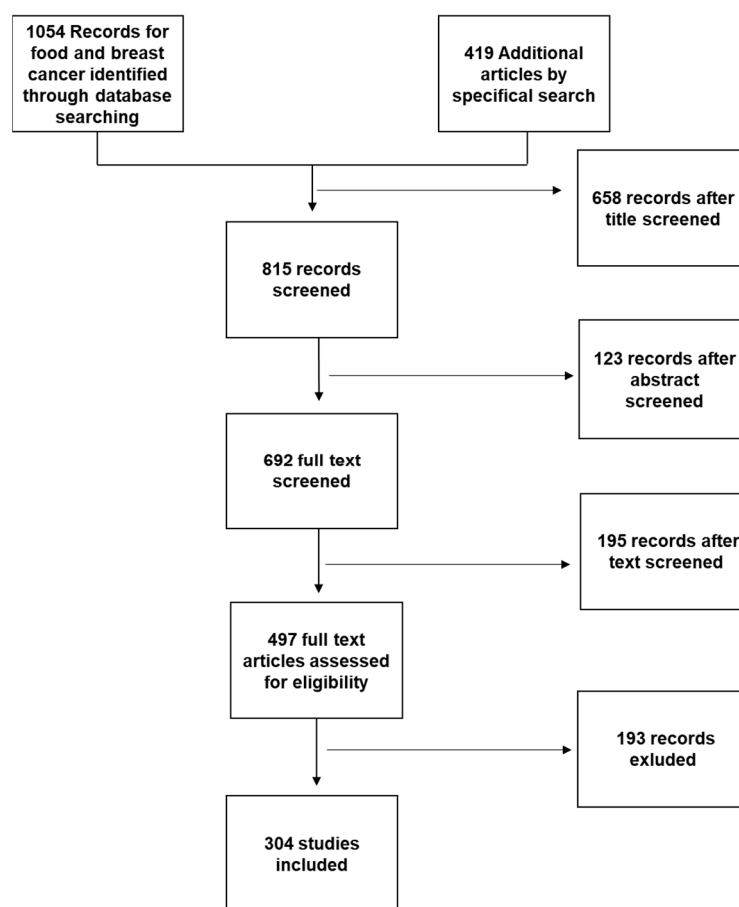 1054 Records for
food and breast
cancer identified
through database
searching
419 Additional
articles by
specifical search
658 records after
title screened
815 records
screened
123 records after
abstract
screened
692 full text
screened
195 records after
text screened
497 full text
articles assessed
for eligibility
193 records
exluded
304 studies
included